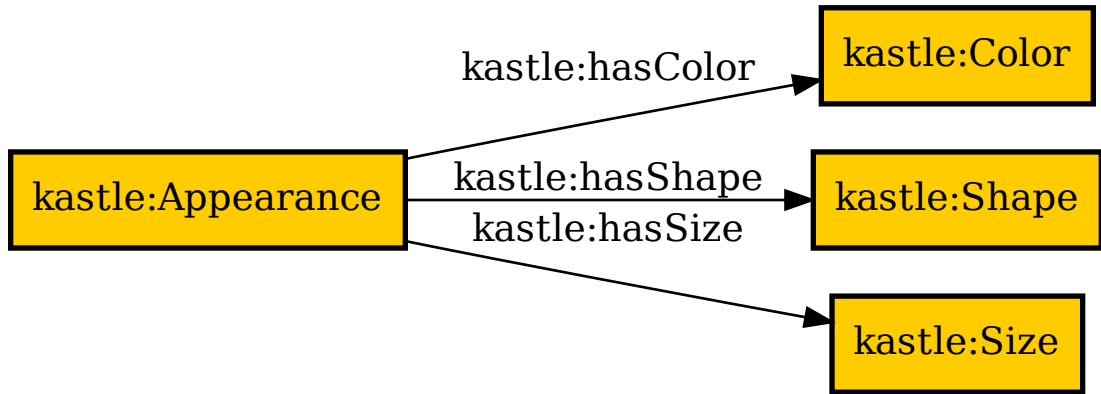 kastle:Color
kastle:hasColor
kastle:Appearance
kastle:hasShape
kastle:Shape
kastle:hasSize
kastle:Size